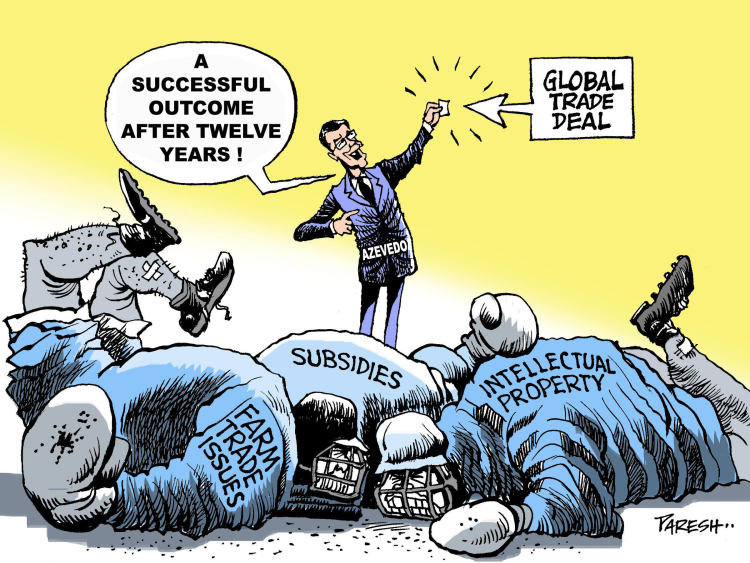 A
SUCCESSFUL
OUTCOME
AFTER TWELVE
YEARS !
GLOBAL
TRADE
DEAL
AZEVEDO
SUBSIDIES
INTELLECTUAL
PROPERTY
FARM
TRADE
ISSUES
PARESH..